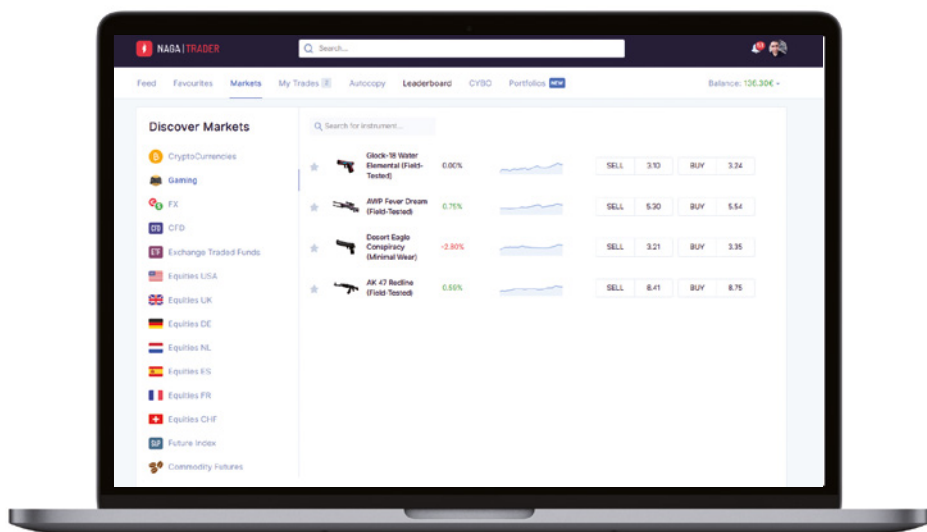 NAGA | TRADER
Search...
Feed Favourites Markets My Trades Autocopy Leaderboard CYBO Portfolios NEW
Balance: 136.30€
Discover Markets
Search for instrument...
CryptoCurrencies
Gaming
FX
CFD CFD
ETF Exchange Traded Funds
Equities USA
Equities UK
Equities DE
Equities NL
Equities ES
Equities FR
Equities CHF
Future Index
Commodity Futures
Glock-18 Water
Elemental (Field-
Tested)
0.00% SELL 3.10 BUY 3.24
AWP Fever Dream
(Field-Tested)
0.75% SELL 5.30 BUY 5.54
Desert Eagle
Conspiracy
(Minimal Wear)
-2.80% SELL 3.21 BUY 3.35
AK 47 Redline
(Field-Tested)
0.59% SELL 8.41 BUY 8.75